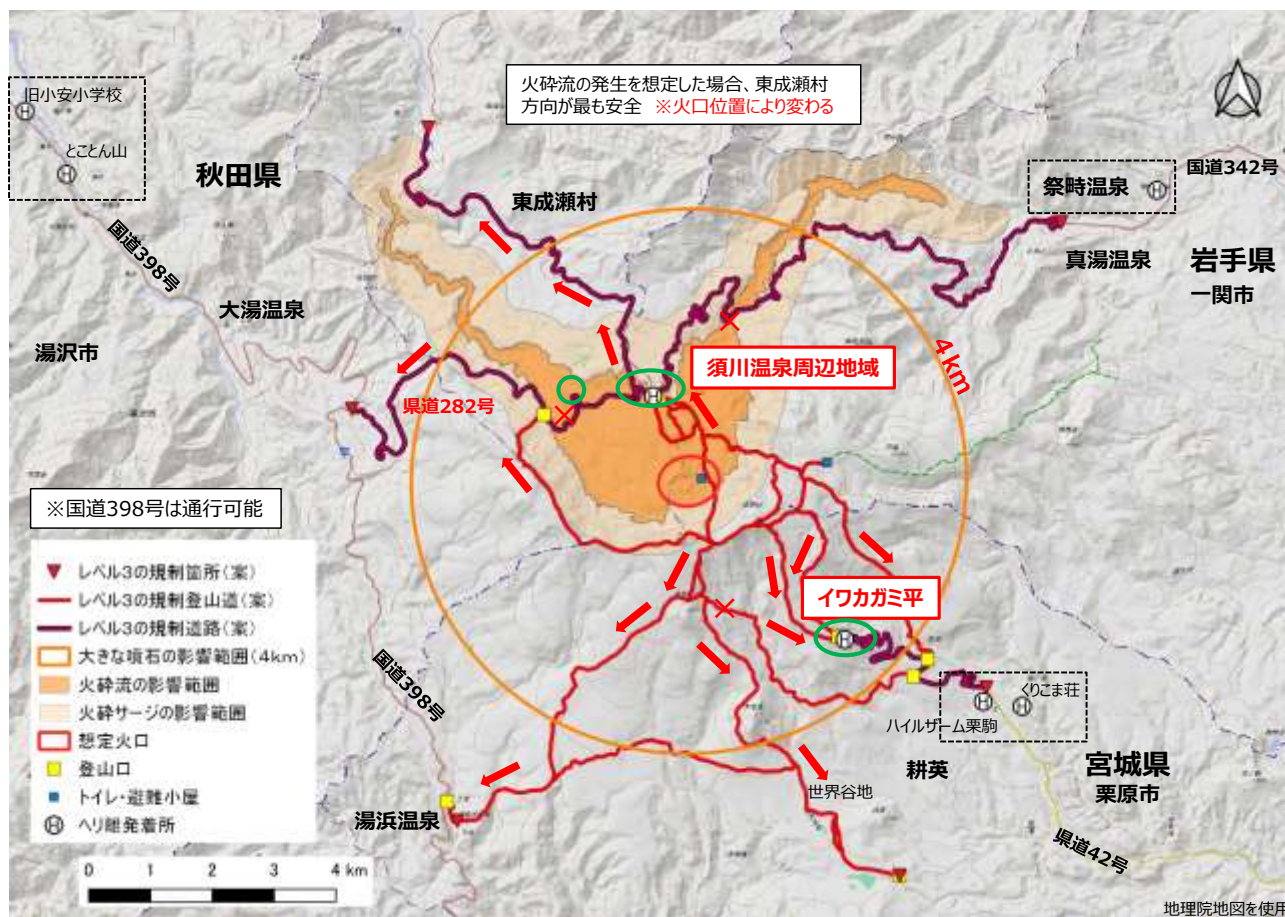 旧小安小学校
とことん山
秋田県
火砕流の発生を想定した場合、東成瀬村
方向が最も安全 ※火口位置により変わる
東成瀬村
国道342号
祭畤温泉
真湯温泉
岩手県
一関市
国道398号
大湯温泉
湯沢市
県道282号
須川温泉周辺地域
4km
※国道398号は通行可能
イワカガミ平
レベル3の規制箇所(案)
レベル3の規制登山道(案)
レベル3の規制道路(案)
大きな噴石の影響範囲(4km)
火砕流の影響範囲
火砕サージの影響範囲
想定火口
登山口
トイレ・避難小屋
ヘリ離発着所
国道398号
くりこま荘
ハイルザーム栗駒
耕英
宮城県
栗原市
世界谷地
湯浜温泉
県道42号
0 1 2 3 4 km
地理院地図を使用